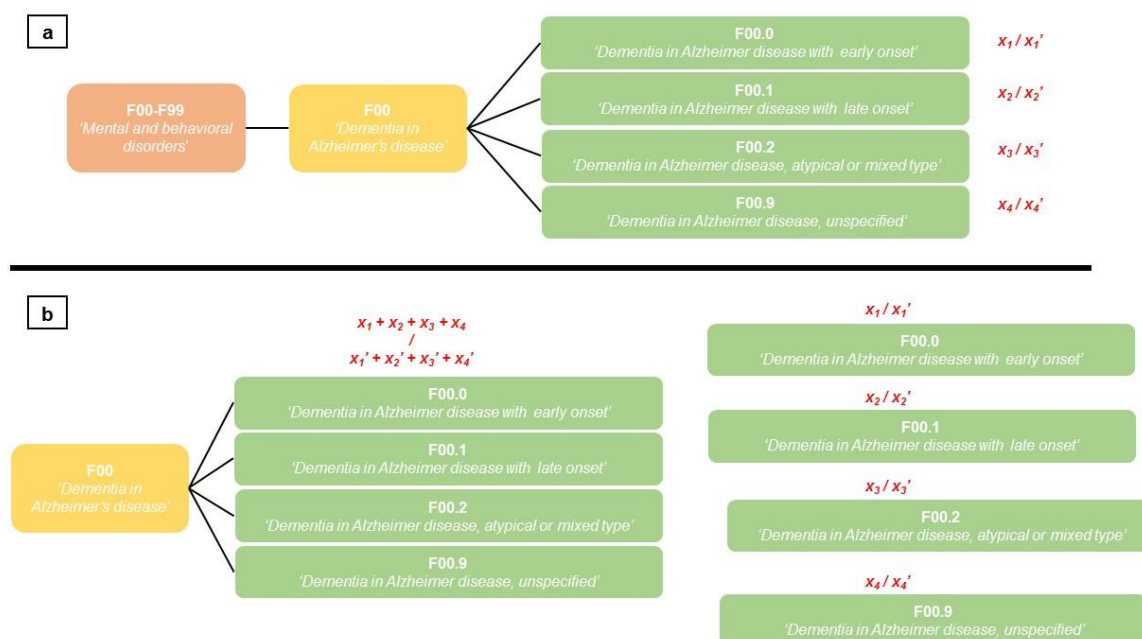 a
F00-F99
'Mental and behavioral
disorders'
F00
'Dementia in
Alzheimer's disease'
F00.0
'Dementia in Alzheimer disease with early onset'
x₁ / x₁'
F00.1
'Dementia in Alzheimer disease with late onset'
x₂ / x₂'
F00.2
'Dementia in Alzheimer disease, atypical or mixed type'
x₃ / x₃'
F00.9
'Dementia in Alzheimer disease, unspecified'
x₄ / x₄'
b
x₁ + x₂ + x₃ + x₄
/
x₁' + x₂' + x₃' + x₄'
F00
'Dementia in
Alzheimer's disease'
F00.0
'Dementia in Alzheimer disease with early onset'
F00.1
'Dementia in Alzheimer disease with late onset'
F00.2
'Dementia in Alzheimer disease, atypical or mixed type'
F00.9
'Dementia in Alzheimer disease, unspecified'
x₁ / x₁'
F00.0
'Dementia in Alzheimer disease with early onset'
x₂ / x₂'
F00.1
'Dementia in Alzheimer disease with late onset'
x₃ / x₃'
F00.2
'Dementia in Alzheimer disease, atypical or mixed type'
x₄ / x₄'
F00.9
'Dementia in Alzheimer disease, unspecified'